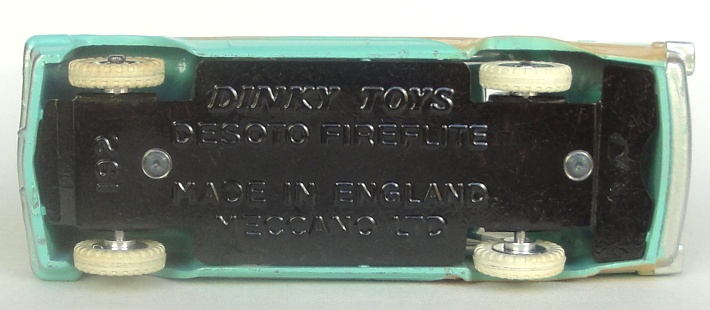 DINKY TOYS
DESOTO FIREFLITE
192
MADE IN ENGLAND
MECCANO LTD